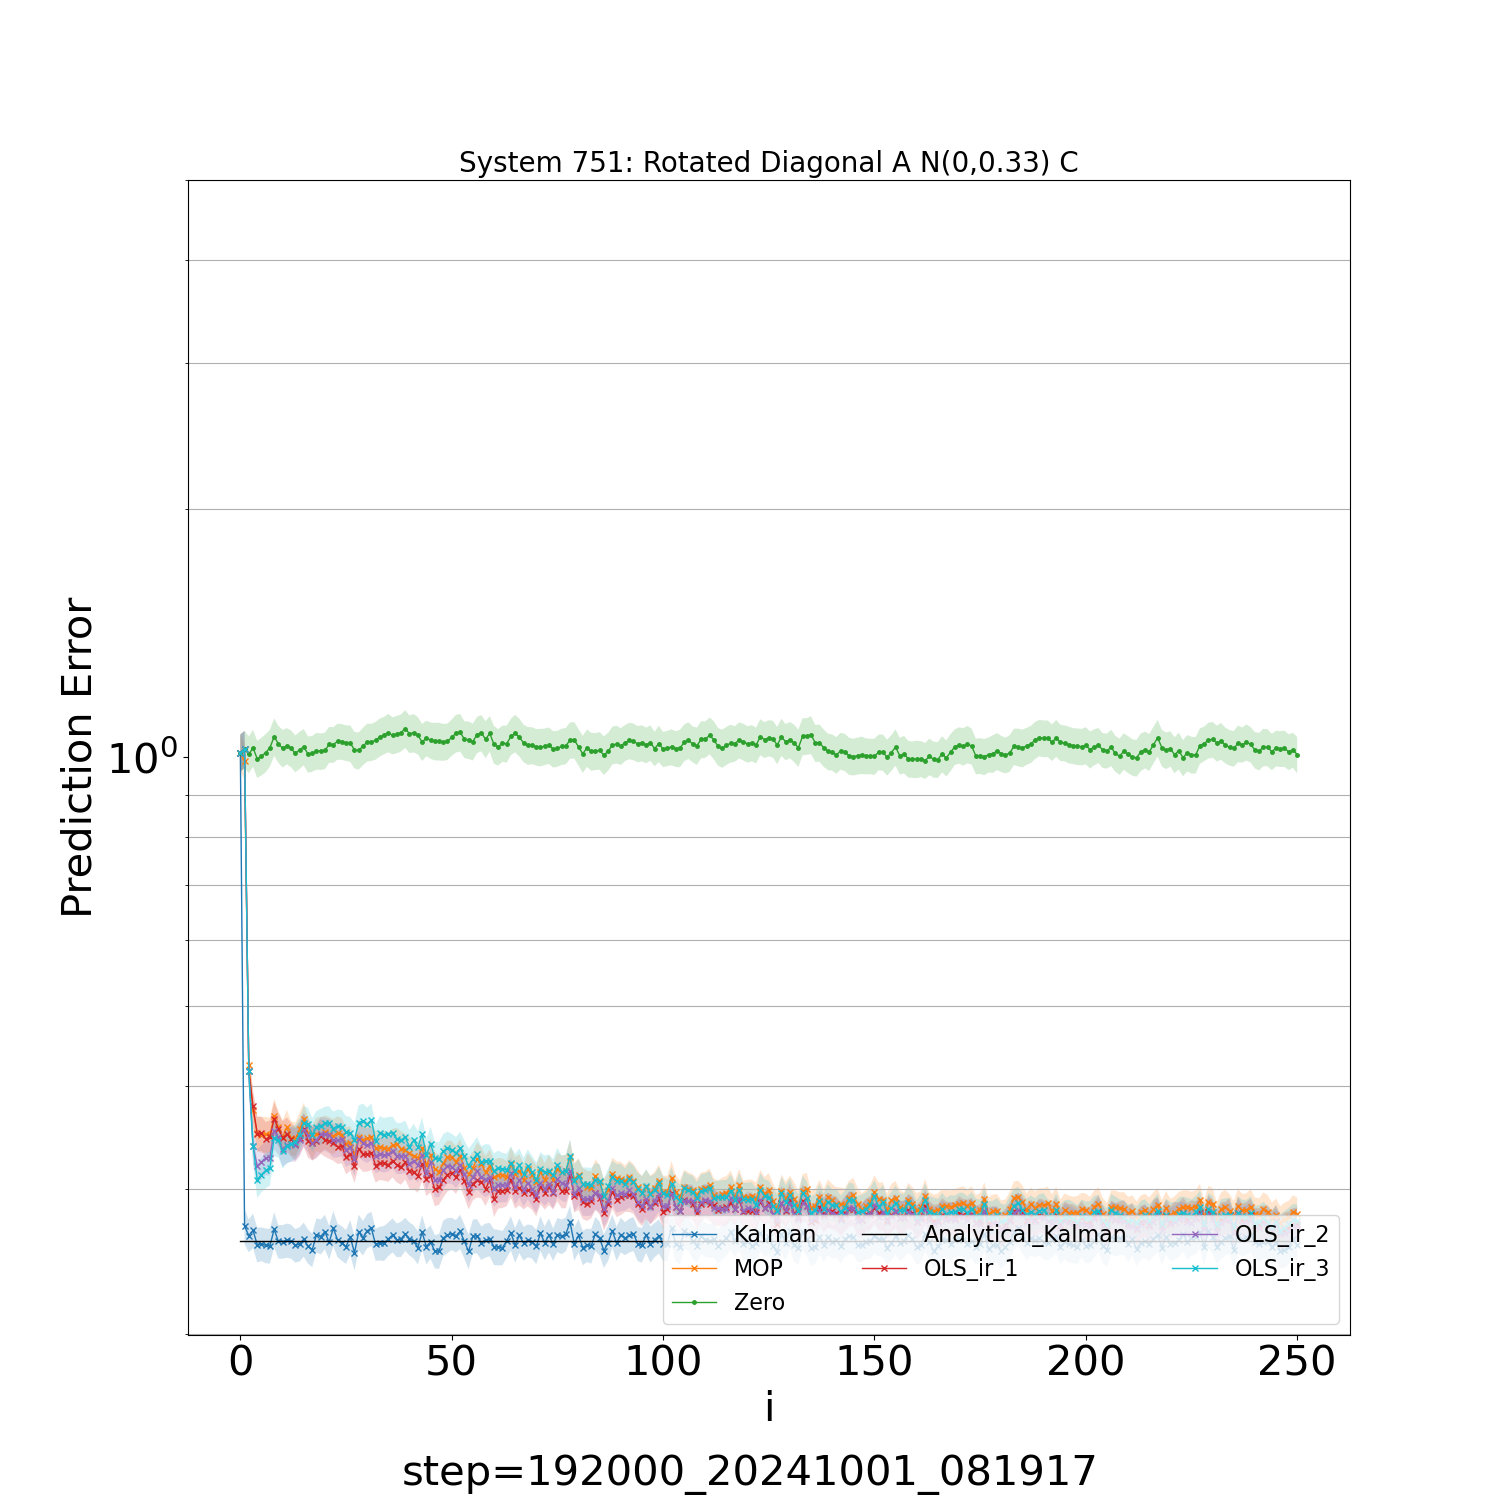 System 751: Rotated Diagonal A N(0,0.33) C
Prediction Error
10⁰
Kalman
MOP
Zero
Analytical_Kalman
OLS_ir_1
OLS_ir_2
OLS_ir_3
0 50 100 150 200 250
i
step=192000_20241001_081917